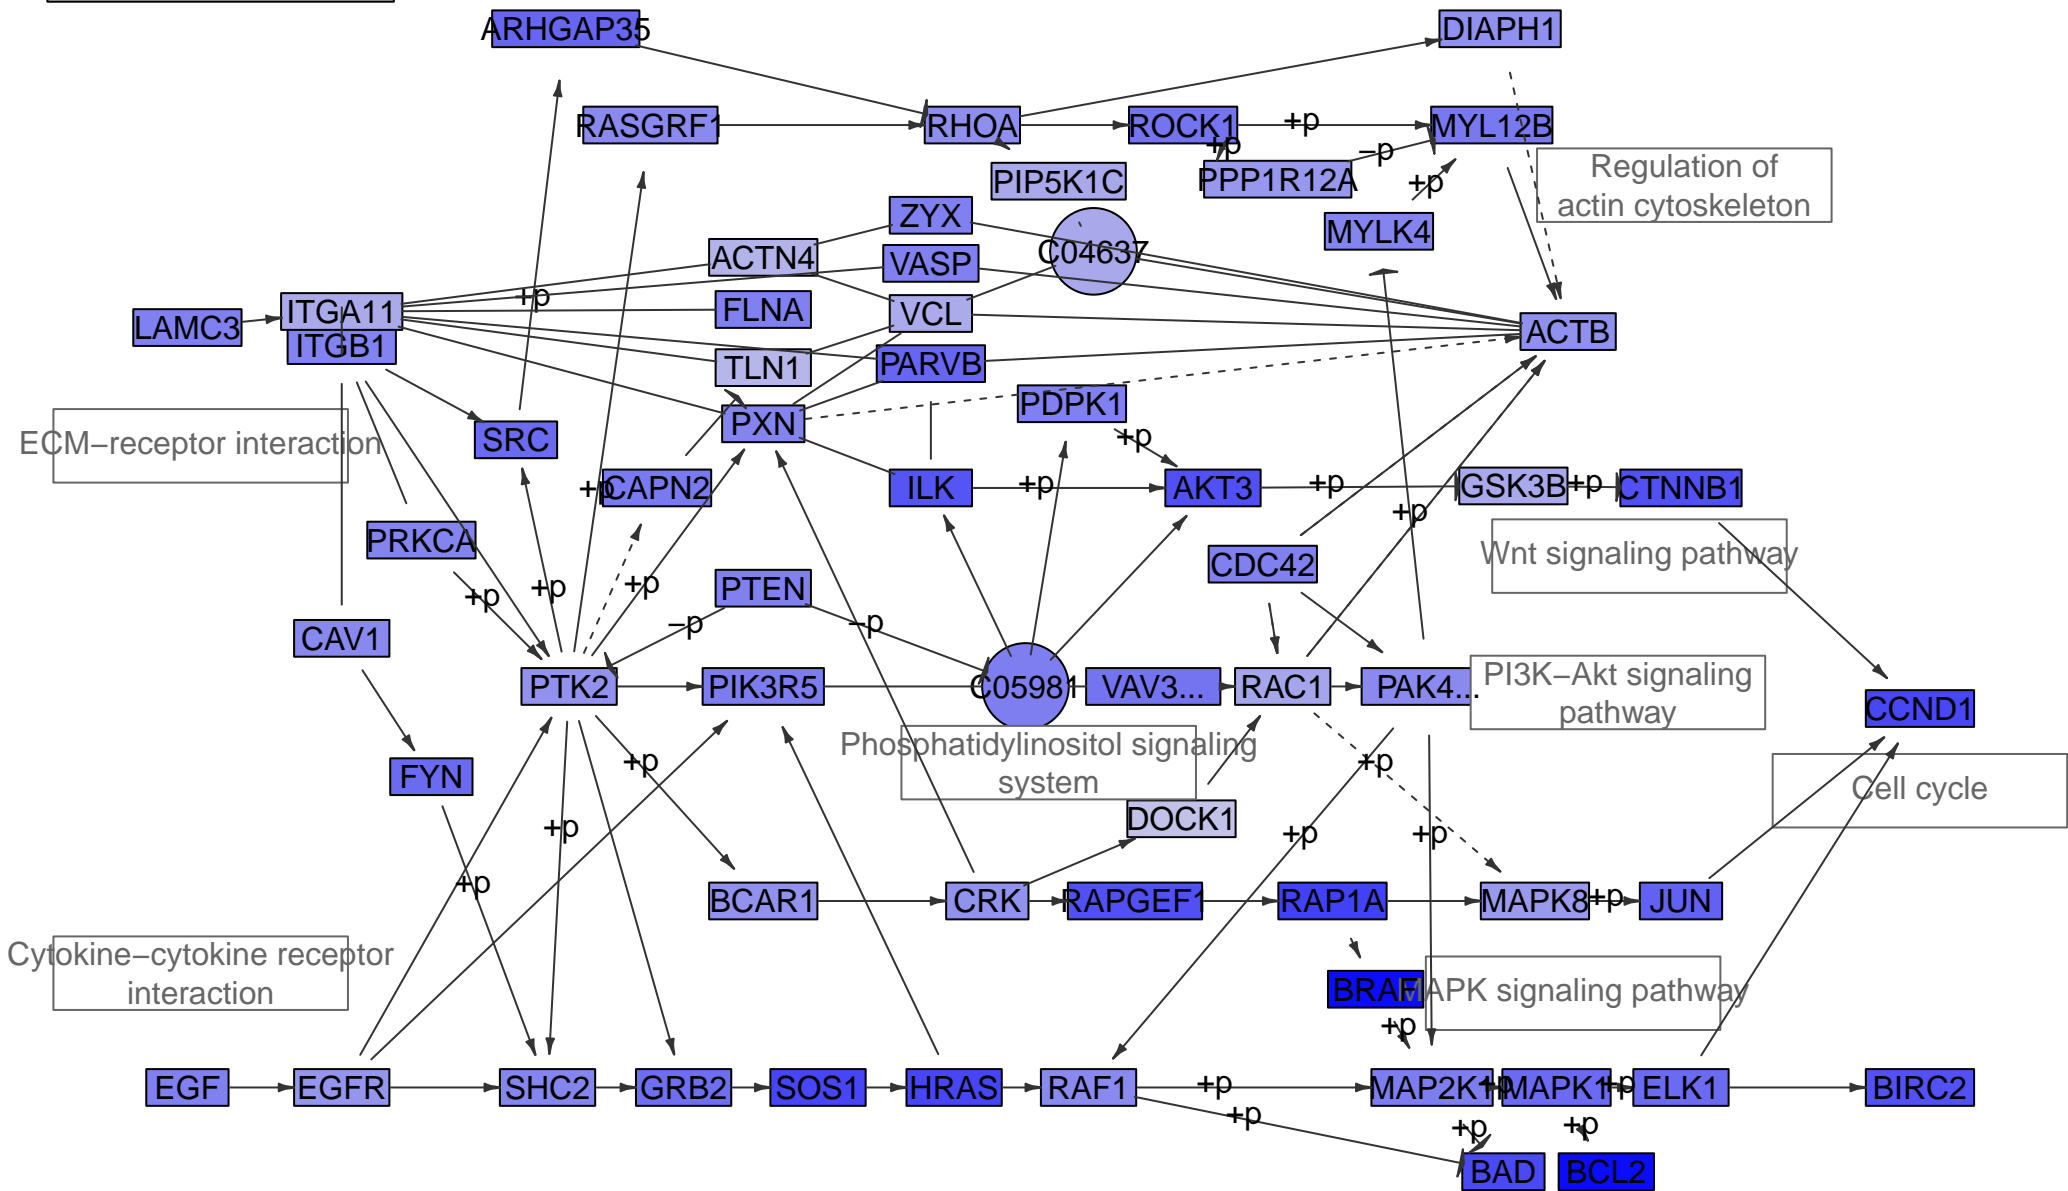 ARHGAP35
DIAPH1
RASGRF1
RHOA
ROCK1
+p
MYL12B
+p
−p
PIP5K1C
PPP1R12A
+p
Regulation of
actin cytoskeleton
ZYX
MYLK4
ACTN4
VASP
C04637
+p
ITGA11
FLNA
VCL
LAMC3
ITGB1
ACTB
TLN1
PARVB
PDPK1
PXN
+p
ECM−receptor interaction
SRC
+p
CAPN2
ILK
+p
AKT3
+p
GSK3B
+p
CTNNB1
+p
PRKCA
Wnt signaling pathway
CDC42
+p
+p
+p
PTEN
−p
−p
CAV1
PTK2
PIK3R5
C05981
VAV3...
RAC1
PAK4...
PI3K−Akt signaling
pathway
CCND1
Phosphatidylinositol signaling
system
+p
+p
FYN
Cell cycle
DOCK1
+p
+p
+p
+p
BCAR1
CRK
RAPGEF1
RAP1A
MAPK8
+p
JUN
Cytokine−cytokine receptor
interaction
BRAF
MAPK signaling pathway
+p
EGF
EGFR
SHC2
GRB2
SOS1
HRAS
RAF1
+p
MAP2K1
+p
MAPK1
+p
ELK1
BIRC2
+p
+p
+p
BAD
BCL2